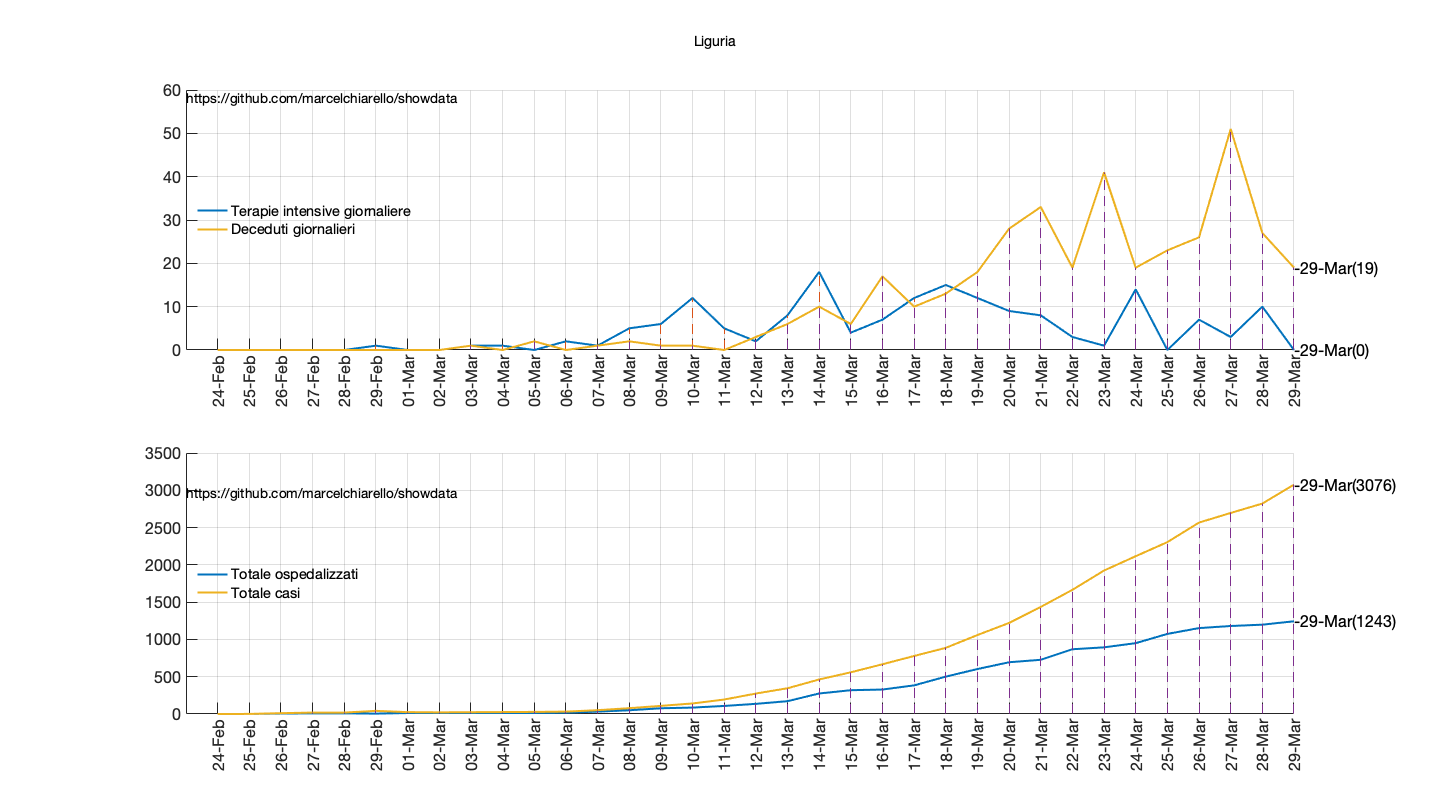 Liguria
60
https://github.com/marcelchiarello/showdata
50
40
30
Terapie intensive giornaliere
Deceduti giornalieri
20
-29-Mar(19)
10
0
-29-Mar(0)
24-Feb 25-Feb 26-Feb 27-Feb 28-Feb 29-Feb 01-Mar 02-Mar 03-Mar 04-Mar 05-Mar 06-Mar 07-Mar 08-Mar 09-Mar 10-Mar 11-Mar 12-Mar 13-Mar 14-Mar 15-Mar 16-Mar 17-Mar 18-Mar 19-Mar 20-Mar 21-Mar 22-Mar 23-Mar 24-Mar 25-Mar 26-Mar 27-Mar 28-Mar 29-Mar
3500
3000
https://github.com/marcelchiarello/showdata
-29-Mar(3076)
2500
2000
Totale ospedalizzati
Totale casi
1500
-29-Mar(1243)
1000
500
0
24-Feb 25-Feb 26-Feb 27-Feb 28-Feb 29-Feb 01-Mar 02-Mar 03-Mar 04-Mar 05-Mar 06-Mar 07-Mar 08-Mar 09-Mar 10-Mar 11-Mar 12-Mar 13-Mar 14-Mar 15-Mar 16-Mar 17-Mar 18-Mar 19-Mar 20-Mar 21-Mar 22-Mar 23-Mar 24-Mar 25-Mar 26-Mar 27-Mar 28-Mar 29-Mar